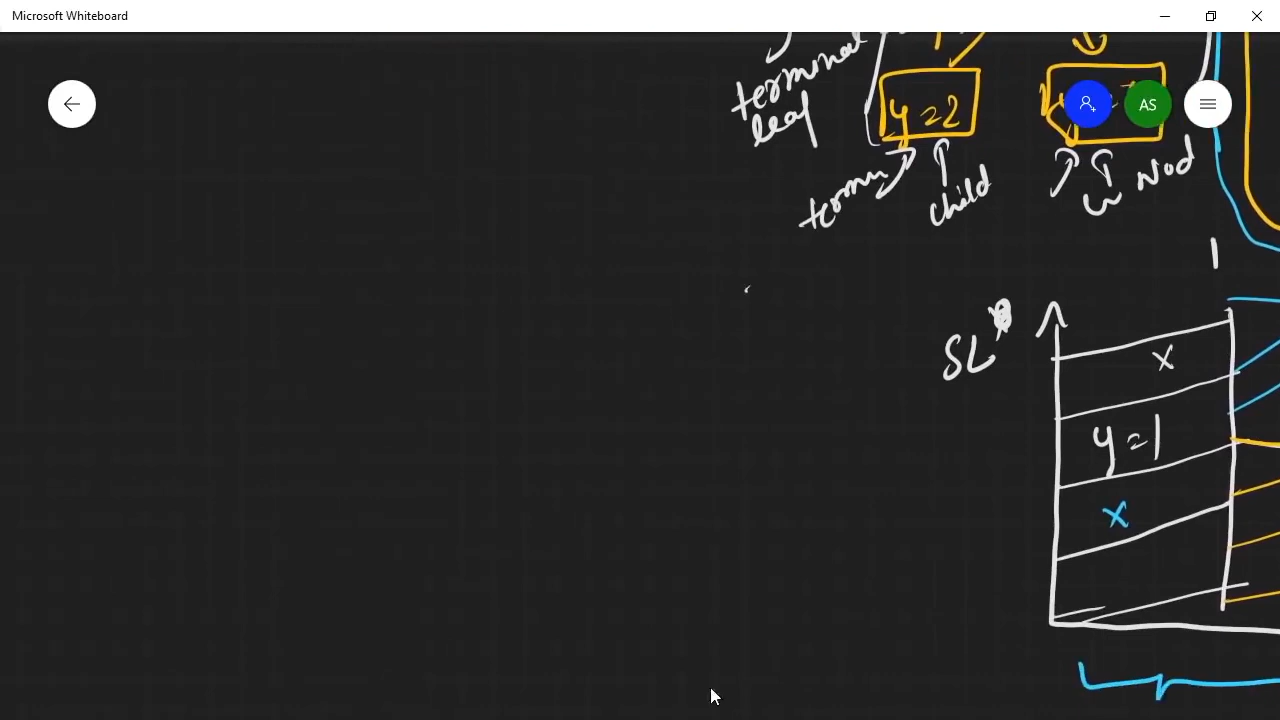 Microsoft Whiteboard
terminal
leaf
y = 2
AS
term
child
Nod
SL
x
y = 1
x